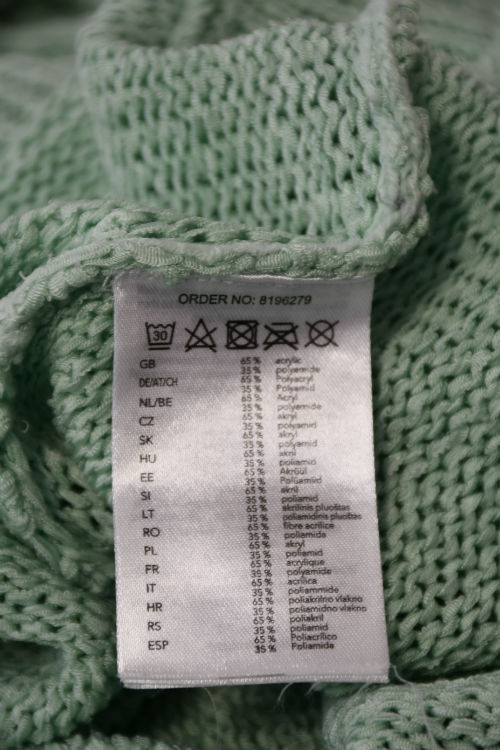 ORDER NO: 8196279
30
GB 65 % acrylic
35 % polyamide
DE/AT/CH 65 % Polyacryl
35 % Polyamid
NL/BE 65 % Acryl
35 % polyamide
CZ 65 % akryl
35 % polyamid
SK 65 % akryl
35 % polyamid
HU 65 % akril
35 % poliamid
EE 65 % Akrüül
35 % Polüamiid
SI 65 % akril
35 % poliamid
LT 65 % akrilinis pluoštas
35 % poliamidinis pluoštas
RO 65 % fibre acrilice
35 % poliamida
PL 65 % akryl
35 % poliamid
FR 65 % acrylique
35 % polyamide
IT 65 % acrilica
35 % poliammide
HR 65 % poliakrilno vlakno
35 % poliamidno vlakno
RS 65 % poliakril
35 % poliamid
ESP 65 % Poliacrílico
35 % Poliamida